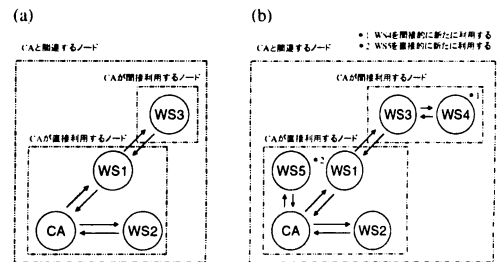 (a)
CAと関連するノード
CAが間接利用するノード
WS3
CAが直接利用するノード
WS1
CA
WS2
(b)
*1 WS4を間接的に新たに利用する
*2 WS5を直接的に新たに利用する
CAと関連するノード
CAが間接利用するノード
*1
WS3
WS4
CAが直接利用するノード
WS5
*2
WS1
CA
WS2